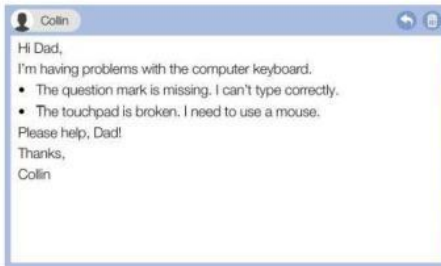 Collin
Hi Dad,
I'm having problems with the computer keyboard.
• The question mark is missing. I can't type correctly.
• The touchpad is broken. I need to use a mouse.
Please help, Dad!
Thanks,
Collin